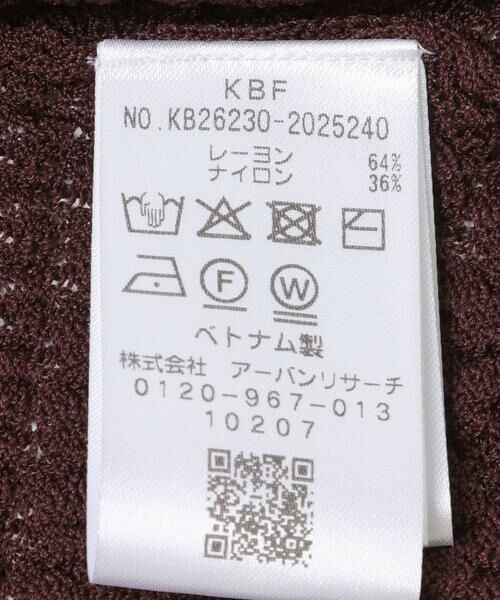 KBF
NO.KB26230-2025240
レーヨン 64%
ナイロン 36%
F W
ベトナム製
株式会社 アーバンリサーチ
0120-967-013
10207